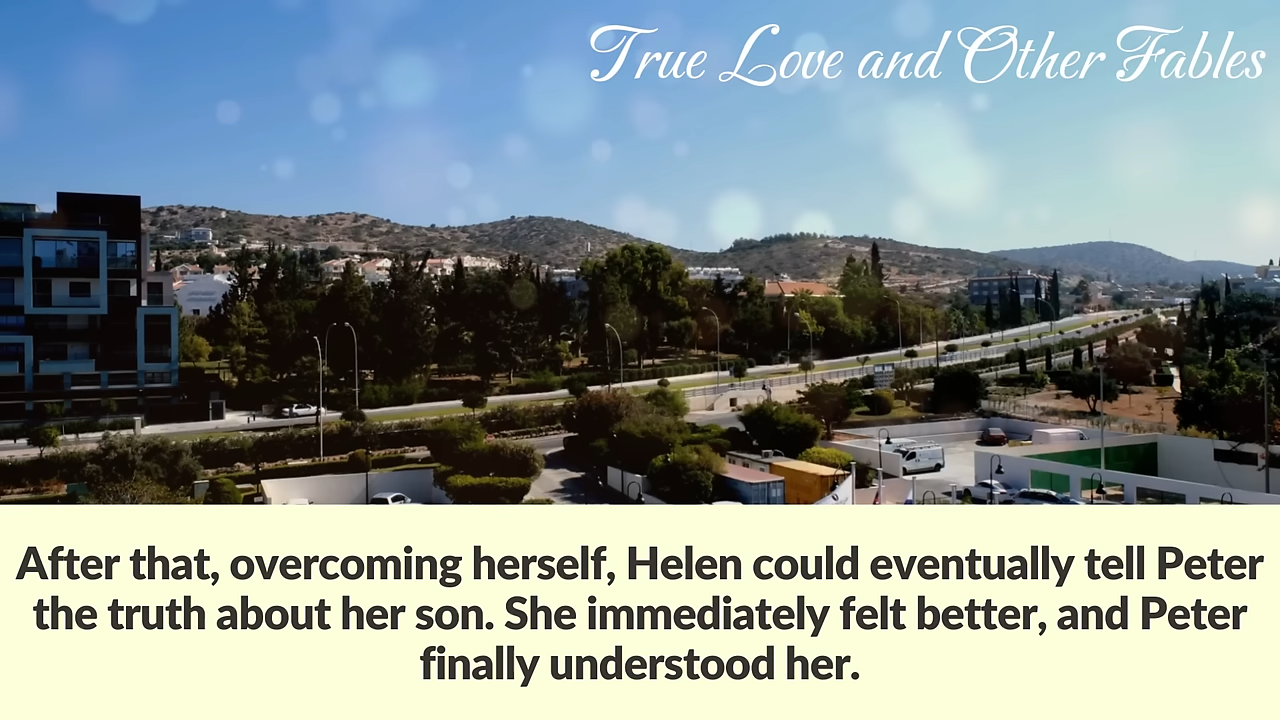 True Love and Other Fables
After that, overcoming herself, Helen could eventually tell Peter
the truth about her son. She immediately felt better, and Peter
finally understood her.